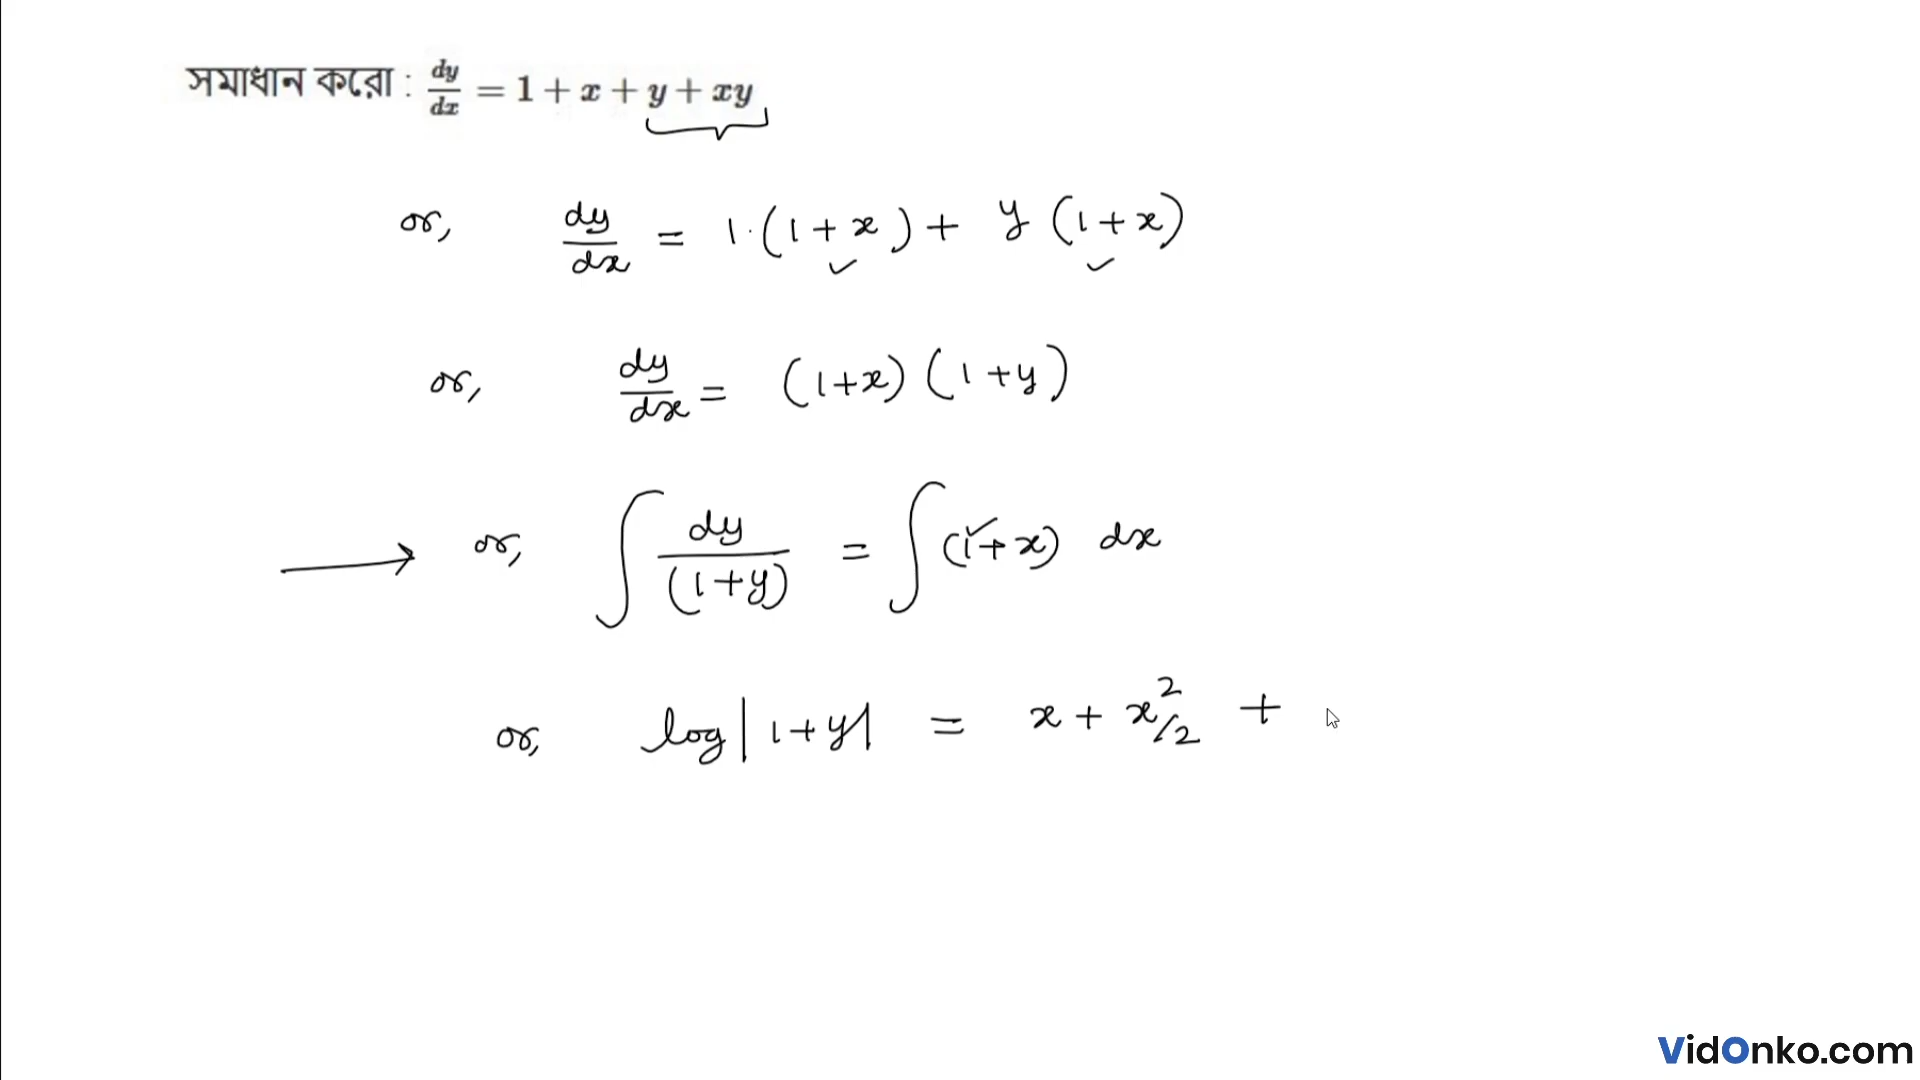 সমাধান করো : dy/dx = 1 + x + y + xy
or, dy/dx = 1·(1+x) + y(1+x)
or, dy/dx = (1+x)(1+y)
or, ∫ dy/(1+y) = ∫ (1+x) dx
or, log|1+y| = x + x²/2 +
VidOnko.com